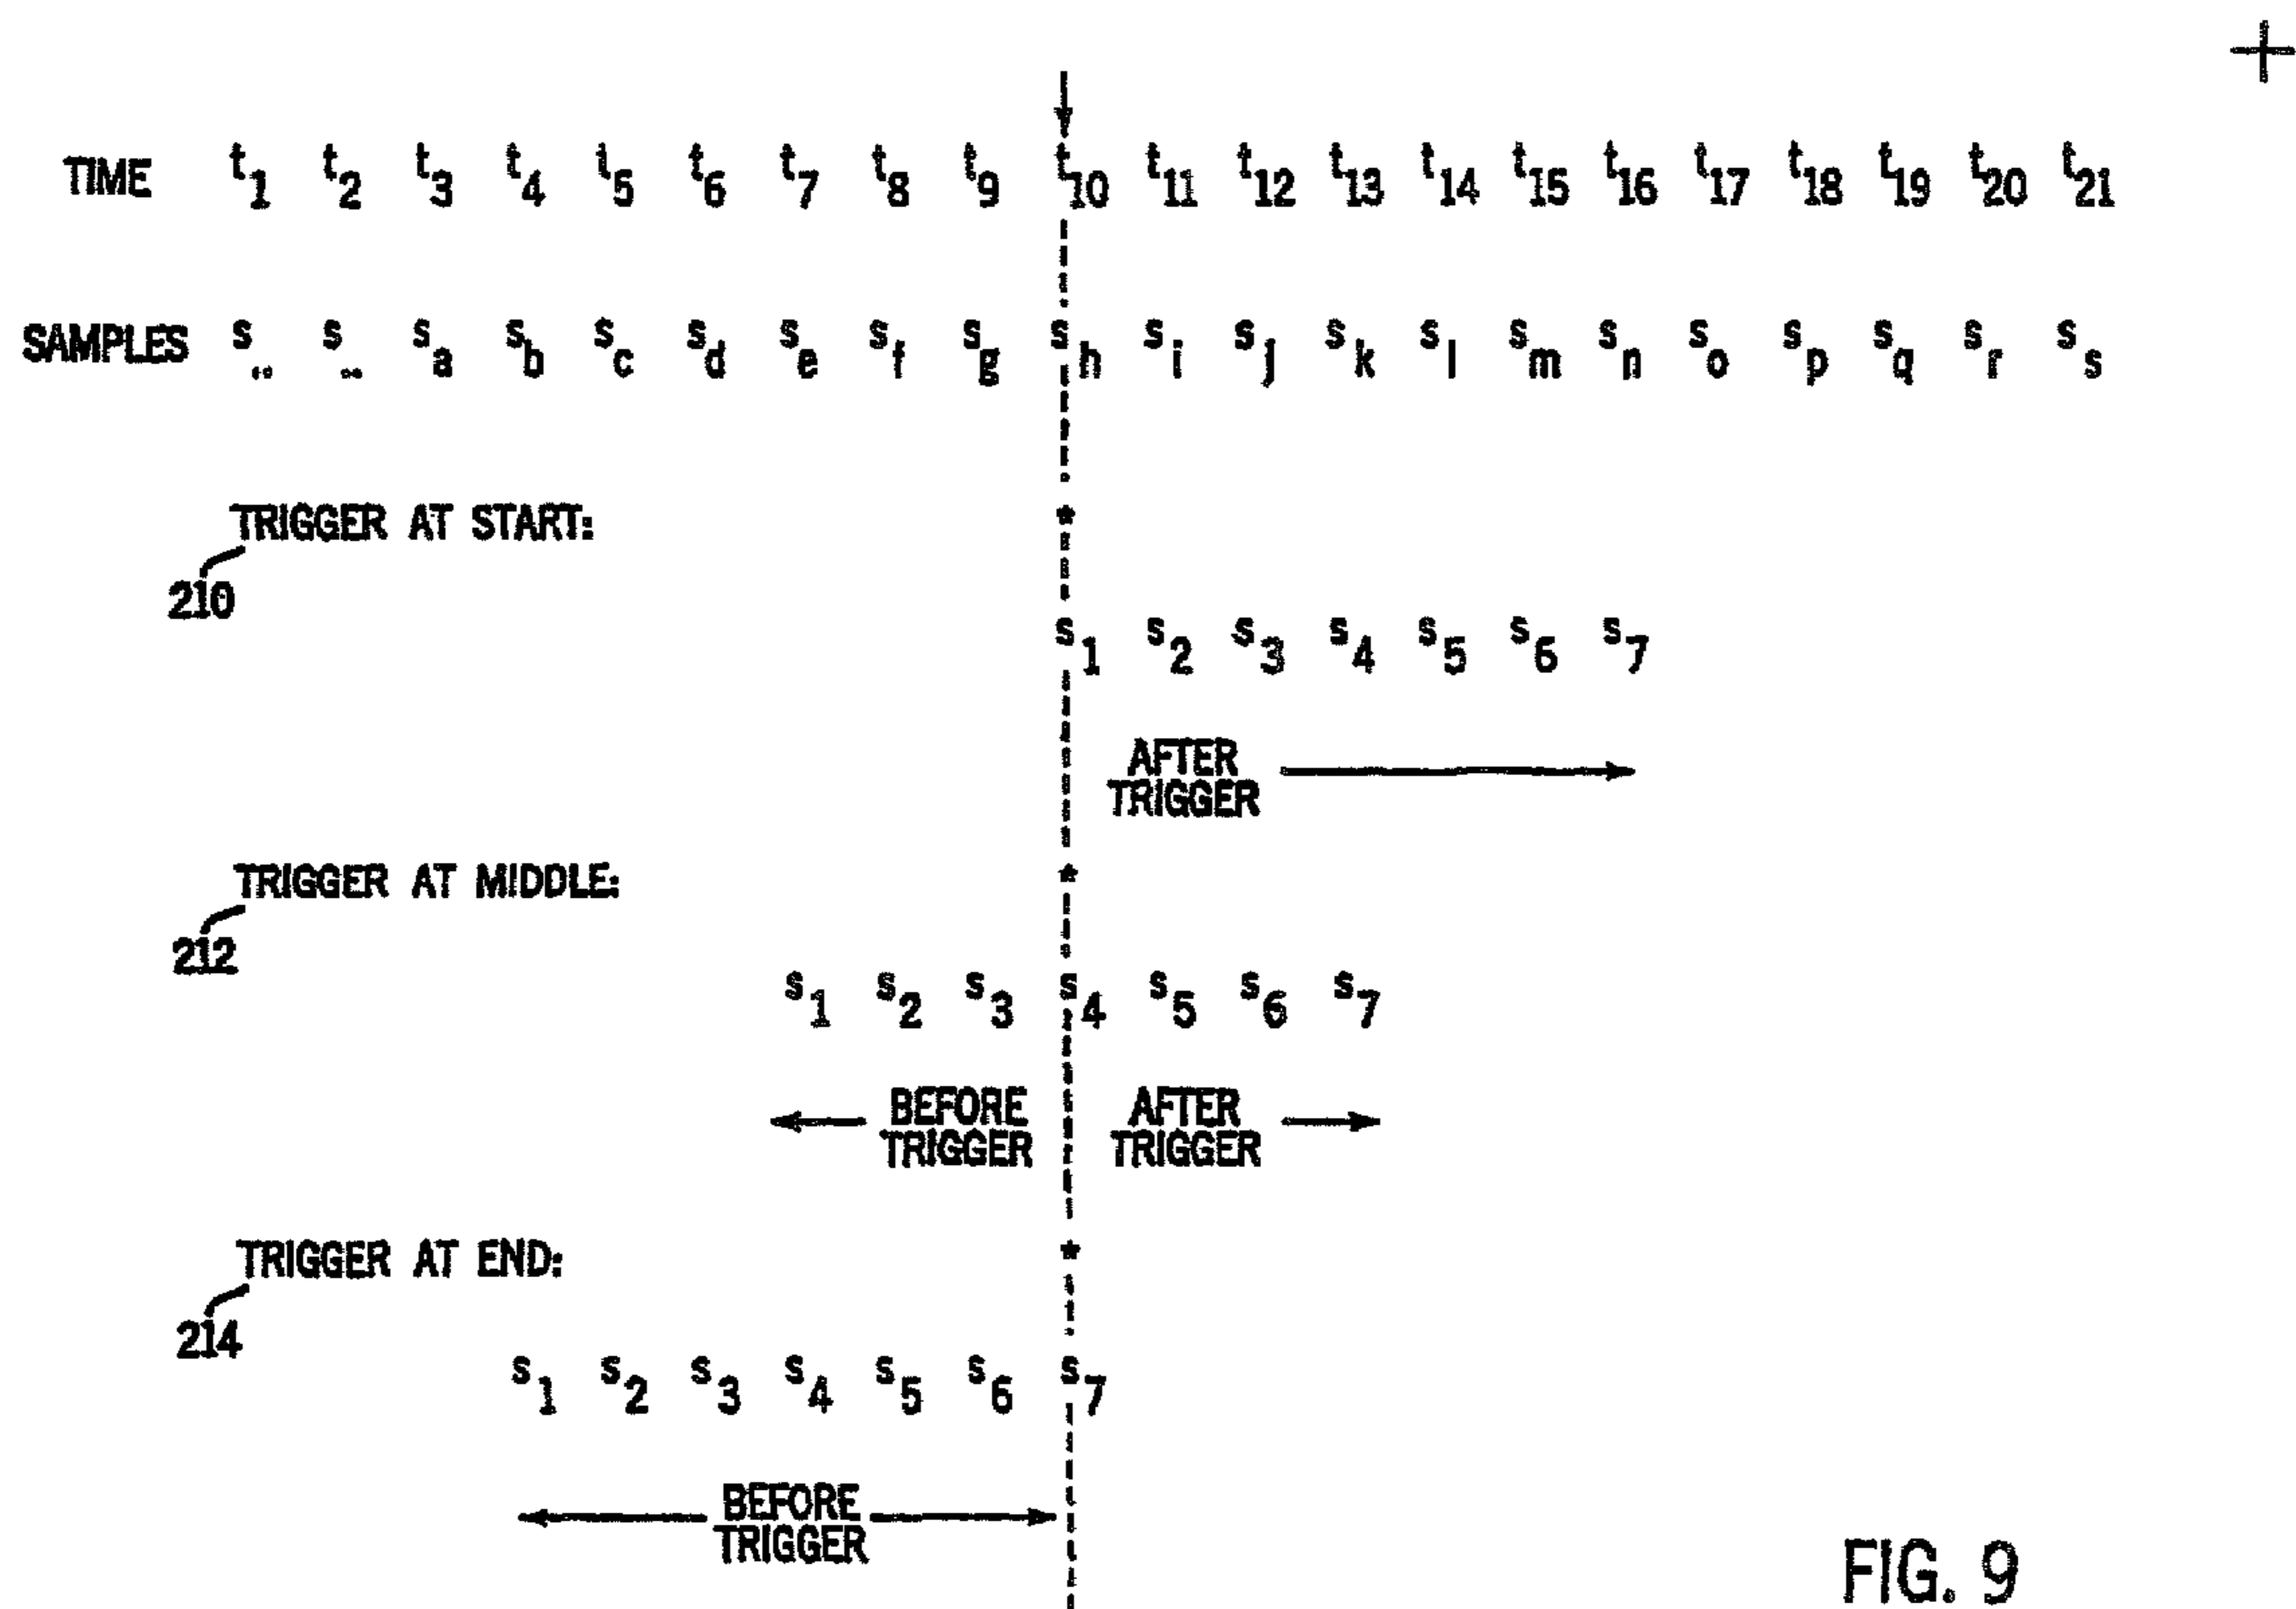 TIME t1 t2 t3 t4 t5 t6 t7 t8 t9 t10 t11 t12 t13 t14 t15 t16 t17 t18 t19 t20 t21
SAMPLES s.. s.. sa sb sc sd se sf sg sh si sj sk sl sm sn so sp sq sr ss
TRIGGER AT START: *
210
s1 s2 s3 s4 s5 s6 s7
AFTER
TRIGGER
TRIGGER AT MIDDLE: *
212
s1 s2 s3 s4 s5 s6 s7
BEFORE AFTER
TRIGGER TRIGGER
TRIGGER AT END: *
214
s1 s2 s3 s4 s5 s6 s7
BEFORE
TRIGGER
FIG. 9